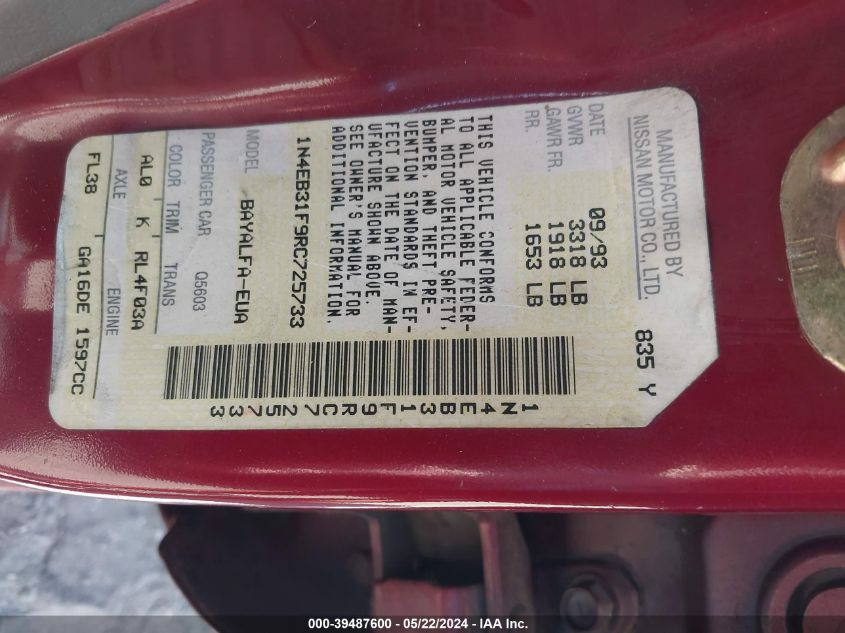 MANUFACTURED BY
NISSAN MOTOR CO., LTD. 835 Y
DATE 09/93
GVWR 3318 LB
GAWR FR. 1918 LB
RR. 1653 LB
THIS VEHICLE CONFORMS
TO ALL APPLICABLE FEDER-
AL MOTOR VEHICLE SAFETY,
BUMPER, AND THEFT PRE-
VENTION STANDARDS IN EF-
FECT ON THE DATE OF MAN-
UFACTURE SHOWN ABOVE.
SEE OWNER'S MANUAL FOR
ADDITIONAL INFORMATION.
1N4EB31F9RC725733
MODEL BAYALFA-EUA
PASSENGER CAR Q5603
COLOR TRIM TRANS
AL0 K RL4F03A
AXLE ENGINE
FL38 GA16DE 1597CC
1N4EB31F9RC725733
000-39487600 - 05/22/2024 - IAA Inc.